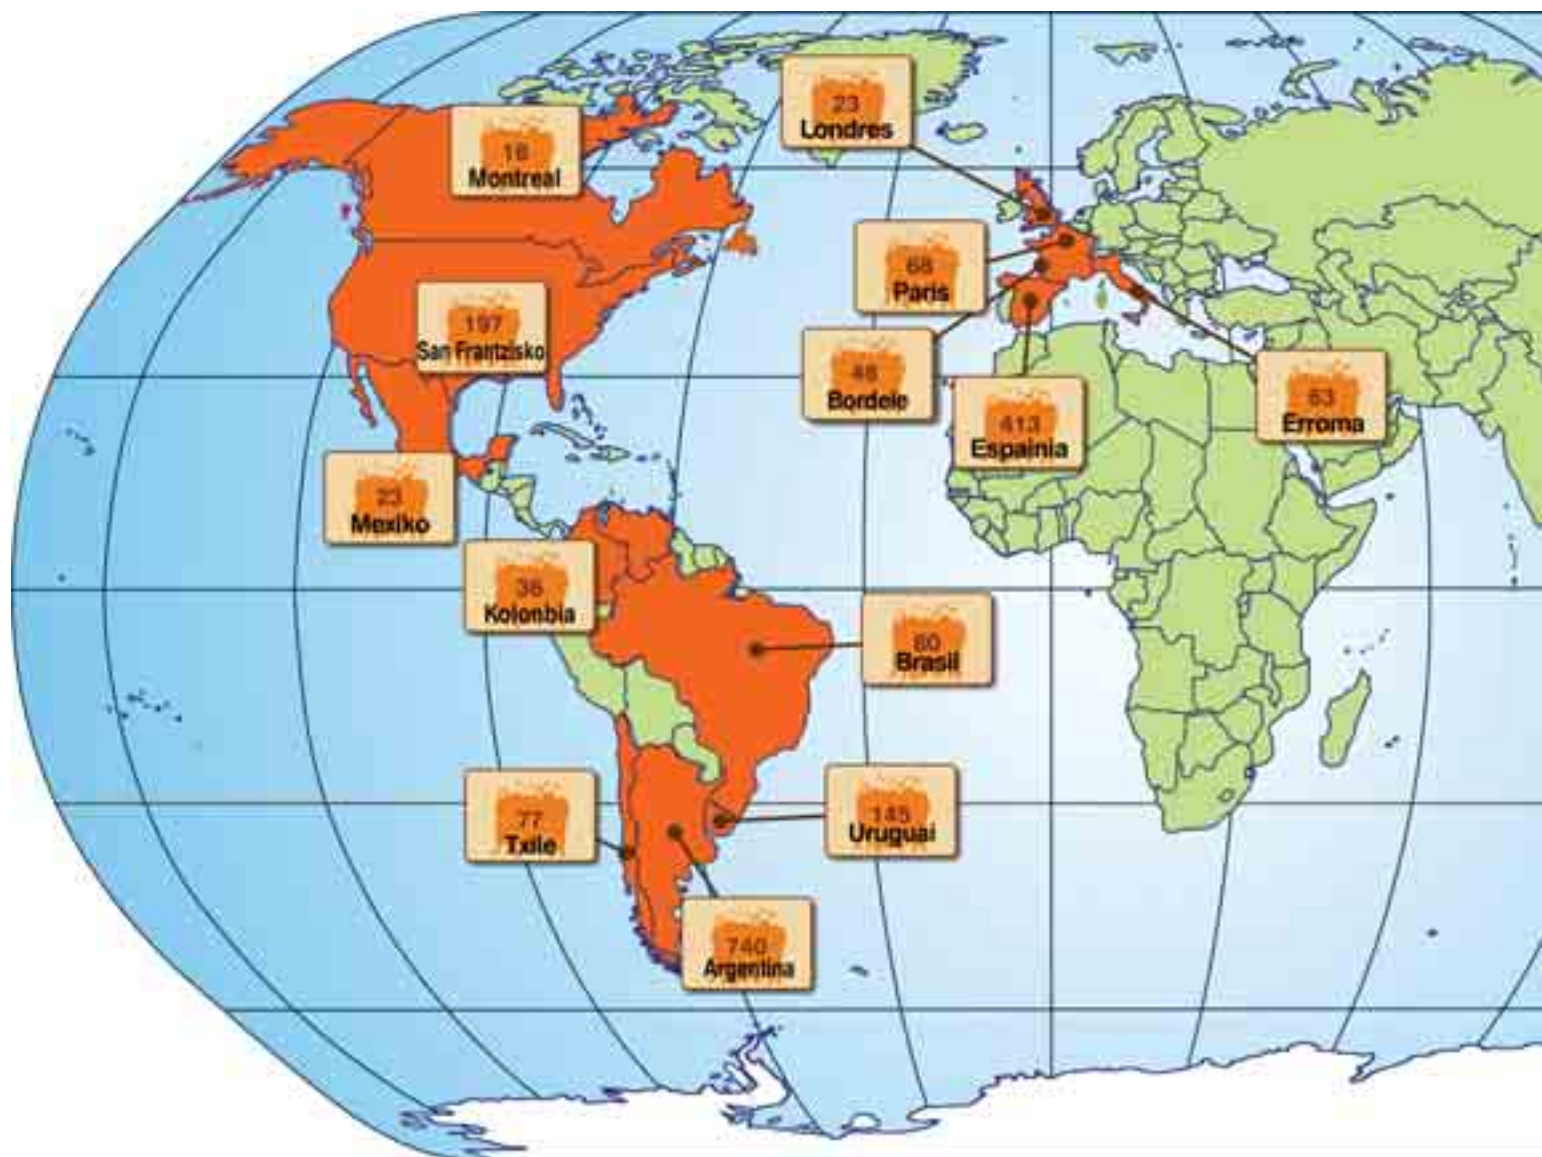 23
Londres
18
Montreal
68
Paris
197
San Frantzisko
Bordele
413
Espainia
63
Erroma
23
Mexiko
36
Kolonbia
80
Brasil
77
Txile
145
Uruguai
740
Argentina